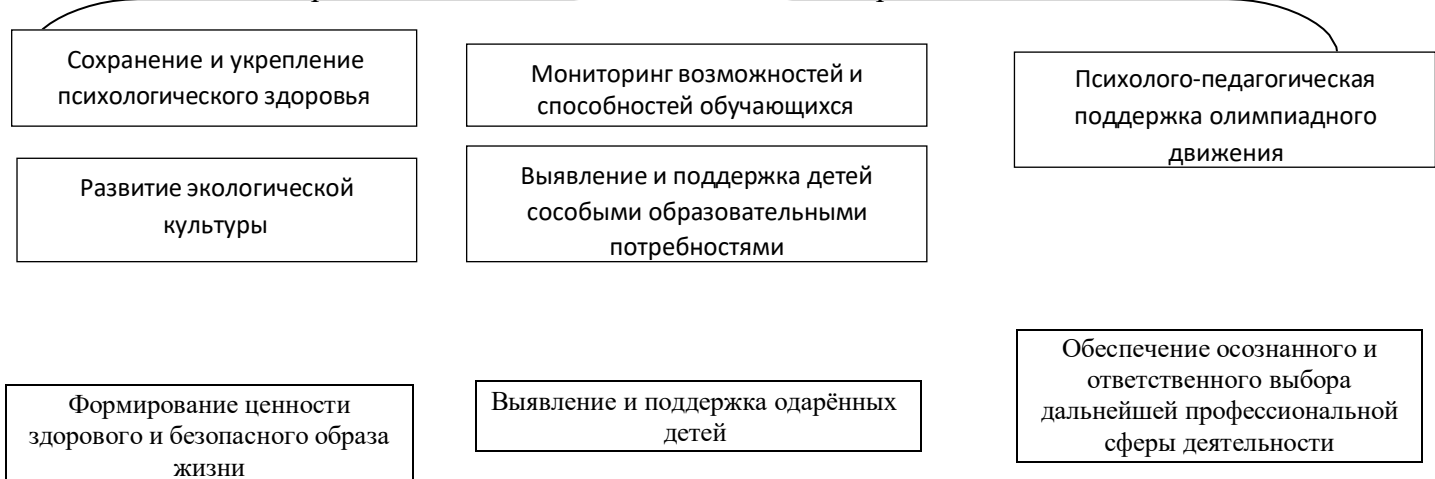 Сохранение и укрепление
психологического здоровья
Мониторинг возможностей и
способностей обучающихся
Психолого-педагогическая
поддержка олимпиадного
движения
Развитие экологической
культуры
Выявление и поддержка детей
сособыми образовательными
потребностями
Обеспечение осознанного и
ответственного выбора
дальнейшей профессиональной
сферы деятельности
Формирование ценности
здорового и безопасного образа
жизни
Выявление и поддержка одарённых
детей